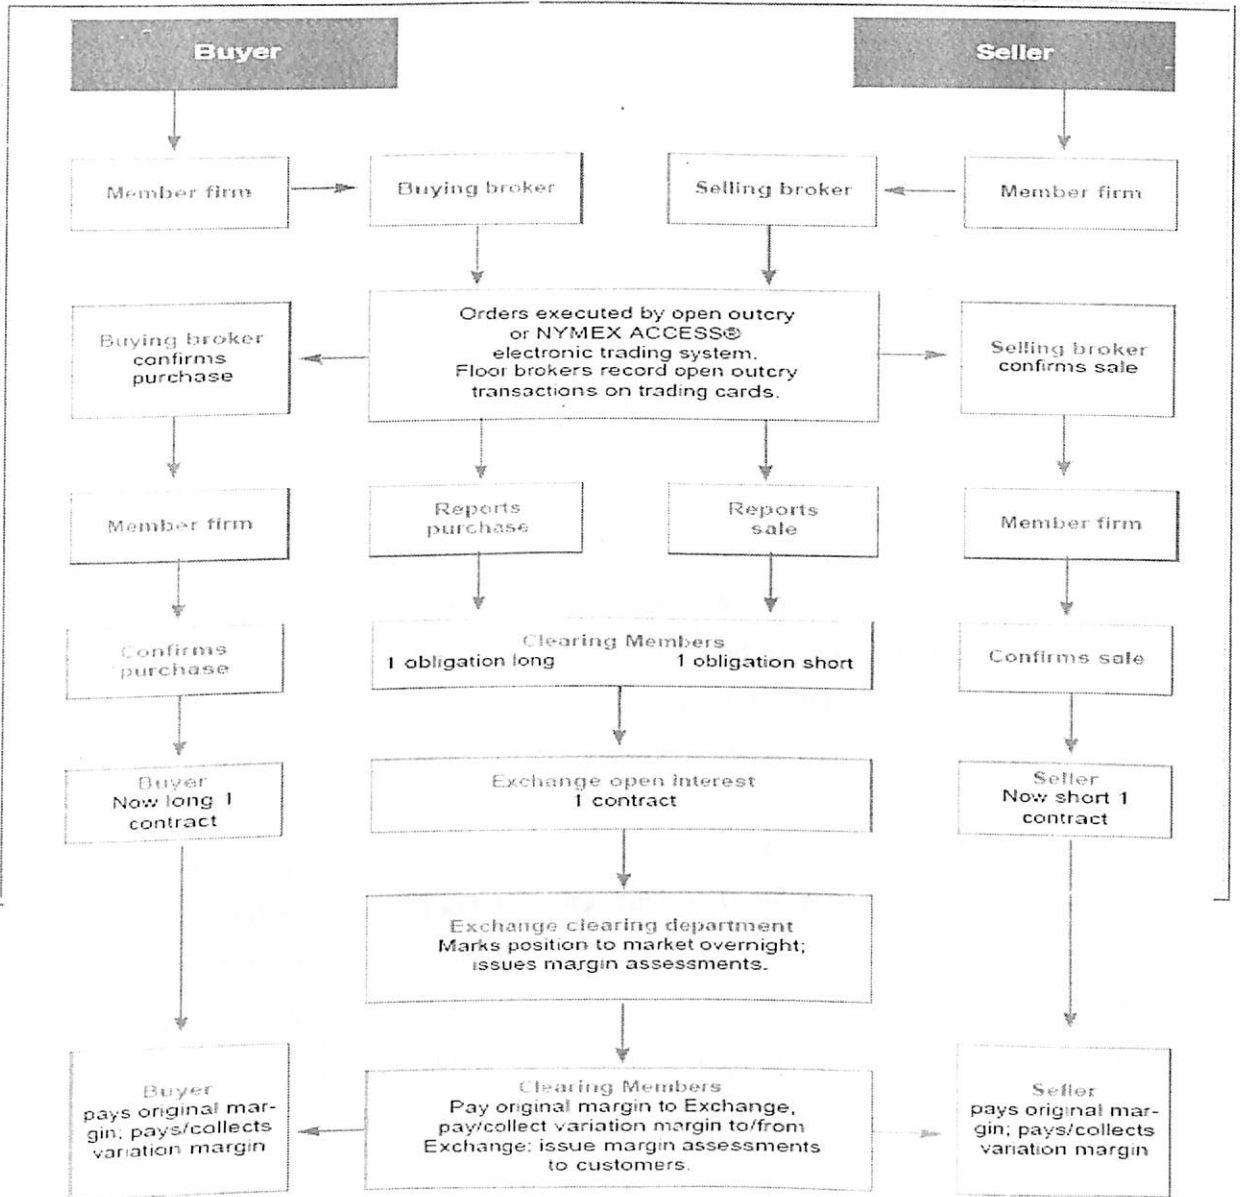 Buyer
Seller
Member firm
Buying broker
Selling broker
Member firm
Buying broker
confirms
purchase
Orders executed by open outcry
or NYMEX ACCESS®
electronic trading system.
Floor brokers record open outcry
transactions on trading cards.
Selling broker
confirms sale
Member firm
Reports
purchase
Reports
sale
Member firm
Confirms
purchase
Clearing Members
1 obligation long
1 obligation short
Confirms sale
Buyer
Now long 1
contract
Exchange open interest
1 contract
Seller
Now short 1
contract
Exchange clearing department
Marks position to market overnight;
issues margin assessments.
Buyer
pays original mar-
gin; pays/collects
variation margin
Clearing Members
Pay original margin to Exchange,
pay/collect variation margin to/from
Exchange; issue margin assessments
to customers.
Seller
pays original mar-
gin; pays/collects
variation margin